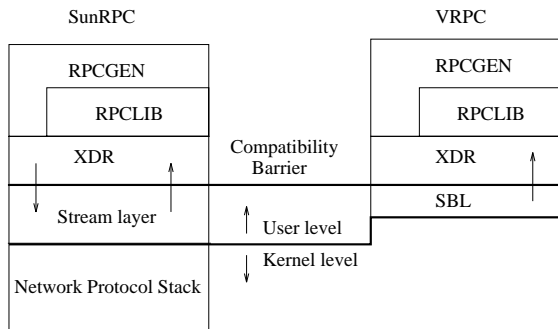 SunRPC
VRPC
RPCGEN
RPCGEN
RPCLIB
RPCLIB
XDR
Compatibility
Barrier
XDR
Stream layer
SBL
User level
Kernel level
Network Protocol Stack